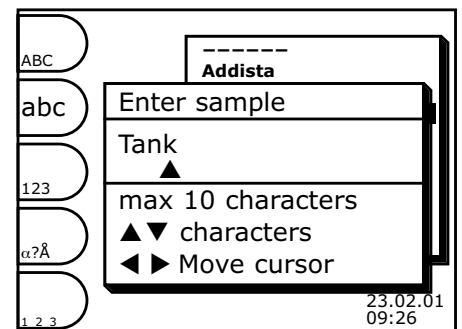 ABC
abc
123
α?Å
1 2 3
------
Addista
Enter sample
Tank
▲
max 10 characters
▲▼ characters
◀ ▶ Move cursor
23.02.01
09:26